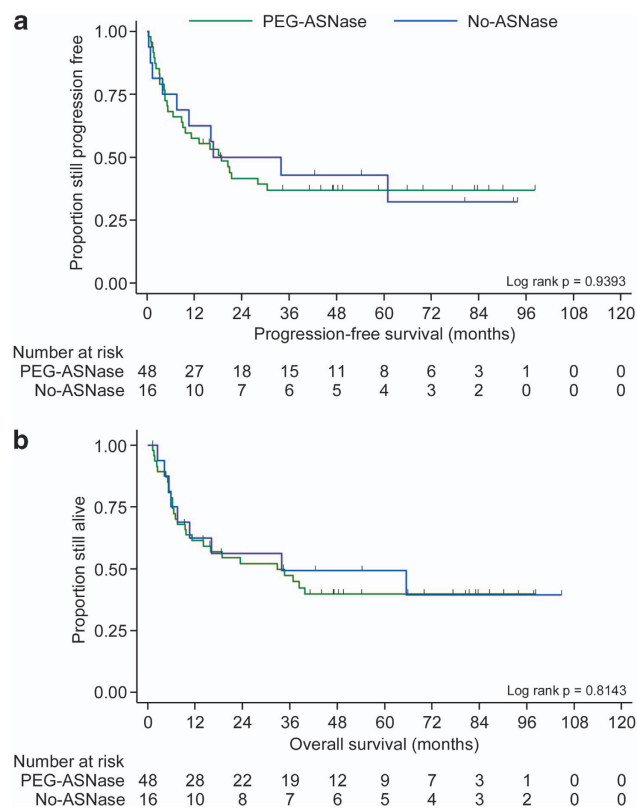 a
PEG-ASNase No-ASNase
Proportion still progression free
1.00
0.75
0.50
0.25
0.00
Log rank p = 0.9393
0 12 24 36 48 60 72 84 96 108 120
Progression-free survival (months)
Number at risk
PEG-ASNase 48 27 18 15 11 8 6 3 1 0 0
No-ASNase 16 10 7 6 5 4 3 2 0 0 0
b
Proportion still alive
1.00
0.75
0.50
0.25
0.00
Log rank p = 0.8143
0 12 24 36 48 60 72 84 96 108 120
Overall survival (months)
Number at risk
PEG-ASNase 48 28 22 19 12 9 7 3 1 0 0
No-ASNase 16 10 8 7 6 5 4 3 2 0 0